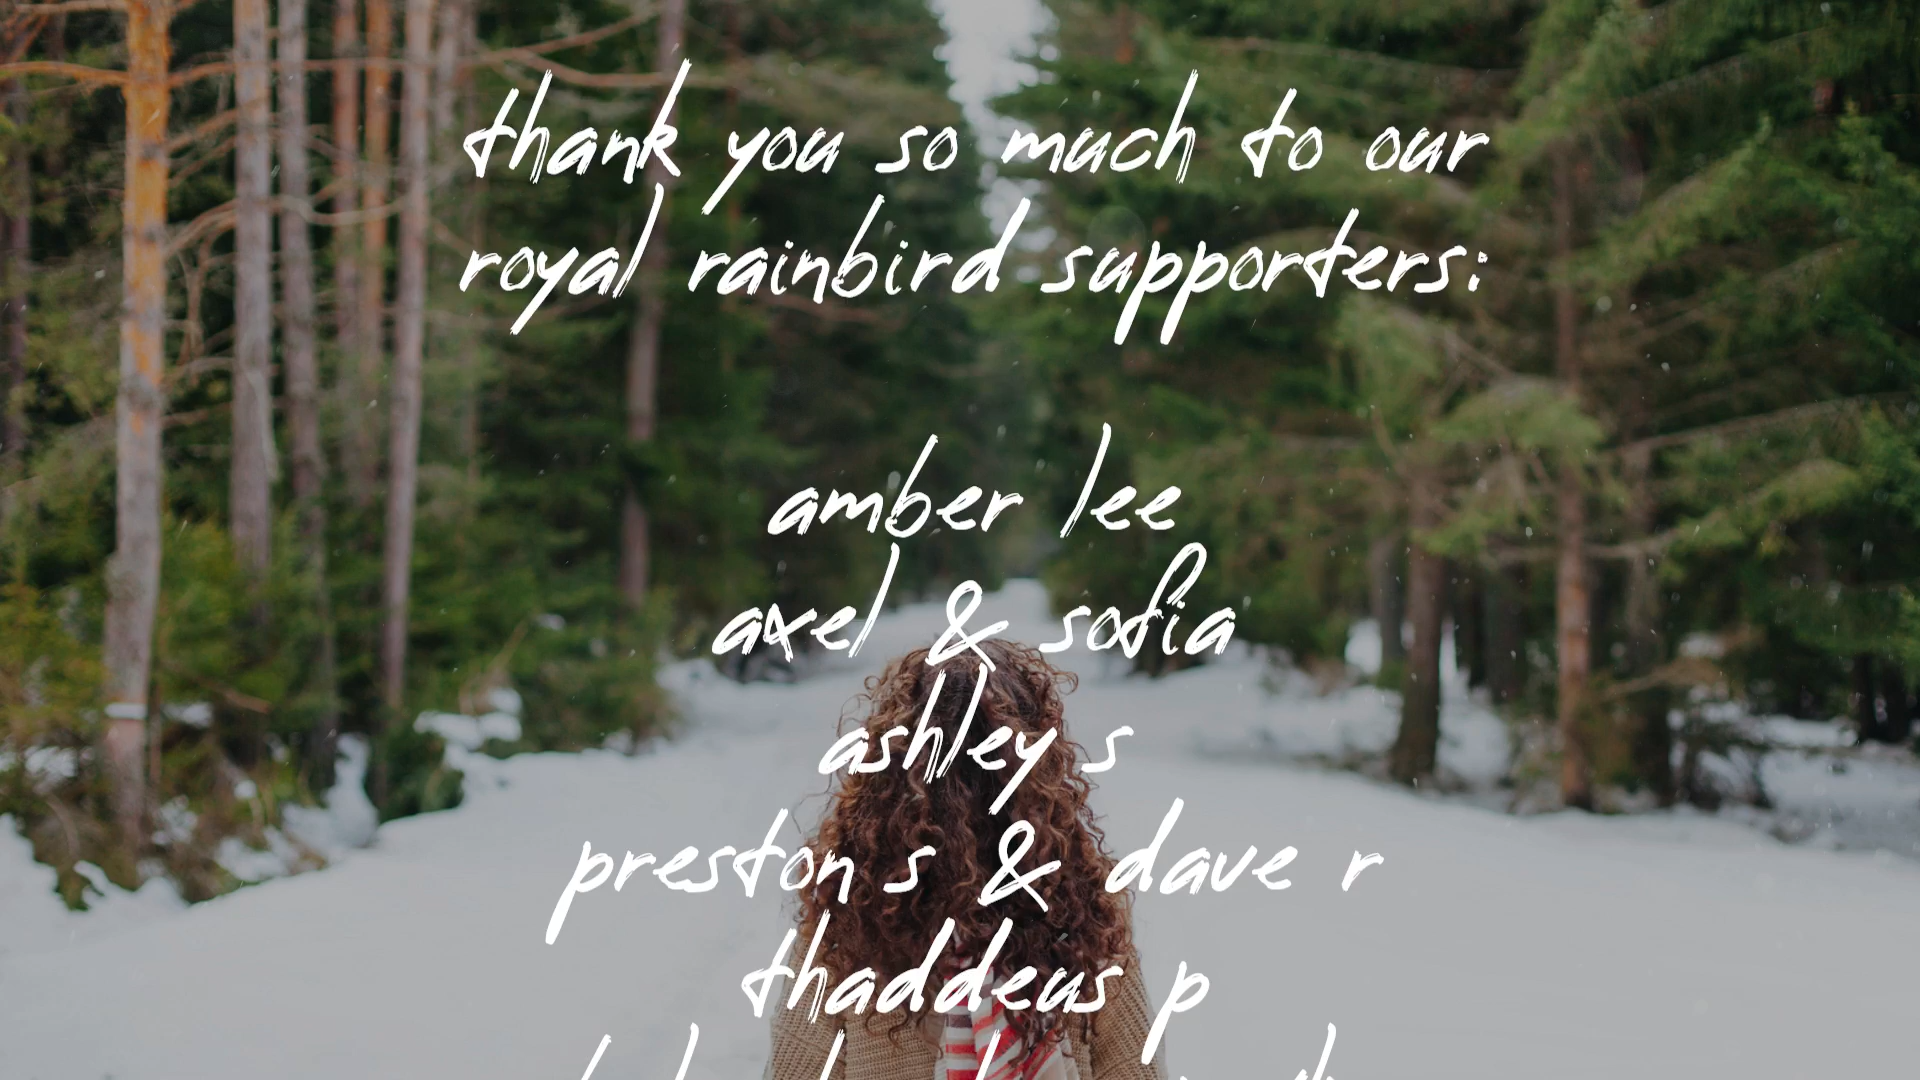 thank you so much to our
royal rainbird supporters:
amber lee
axel & sofia
ashley s
preston s & dave r
thaddeus p